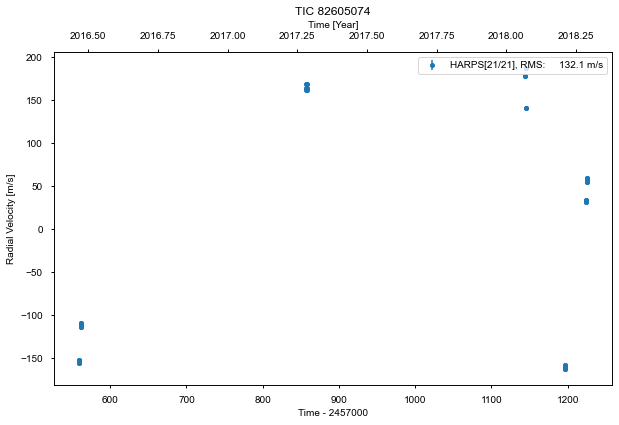 TIC 82605074
Time [Year]
2016.50 2016.75 2017.00 2017.25 2017.50 2017.75 2018.00 2018.25
HARPS[21/21], RMS: 132.1 m/s
200
150
100
50
0
−50
−100
−150
Radial Velocity [m/s]
600 700 800 900 1000 1100 1200
Time - 2457000